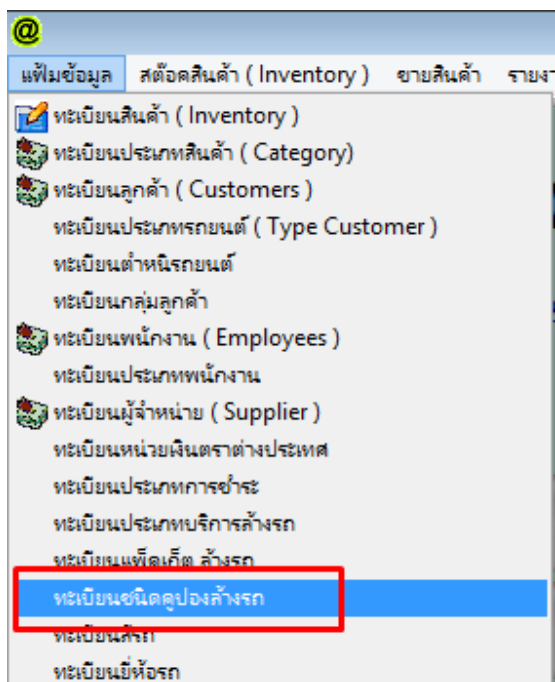 @
แฟ้มข้อมูล สต๊อคสินค้า ( Inventory ) ขายสินค้า
ทะเบียนสินค้า ( Inventory )
ทะเบียนประเภทสินค้า ( Category)
ทะเบียนลูกค้า ( Customers )
ทะเบียนประเภทรถยนต์ ( Type Customer )
ทะเบียนตำหนิรถยนต์
ทะเบียนกลุ่มลูกค้า
ทะเบียนพนักงาน ( Employees )
ทะเบียนประเภทพนักงาน
ทะเบียนผู้จำหน่าย ( Supplier )
ทะเบียนหน่วยเงินตราต่างประเทศ
ทะเบียนประเภทการชำระ
ทะเบียนประเภทบริการล้างรถ
ทะเบียนแพ็คเก็ต ล้างรถ
ทะเบียนชนิดคูปองล้างรถ
ทะเบียนสีรถ
ทะเบียนยี่ห้อรถ